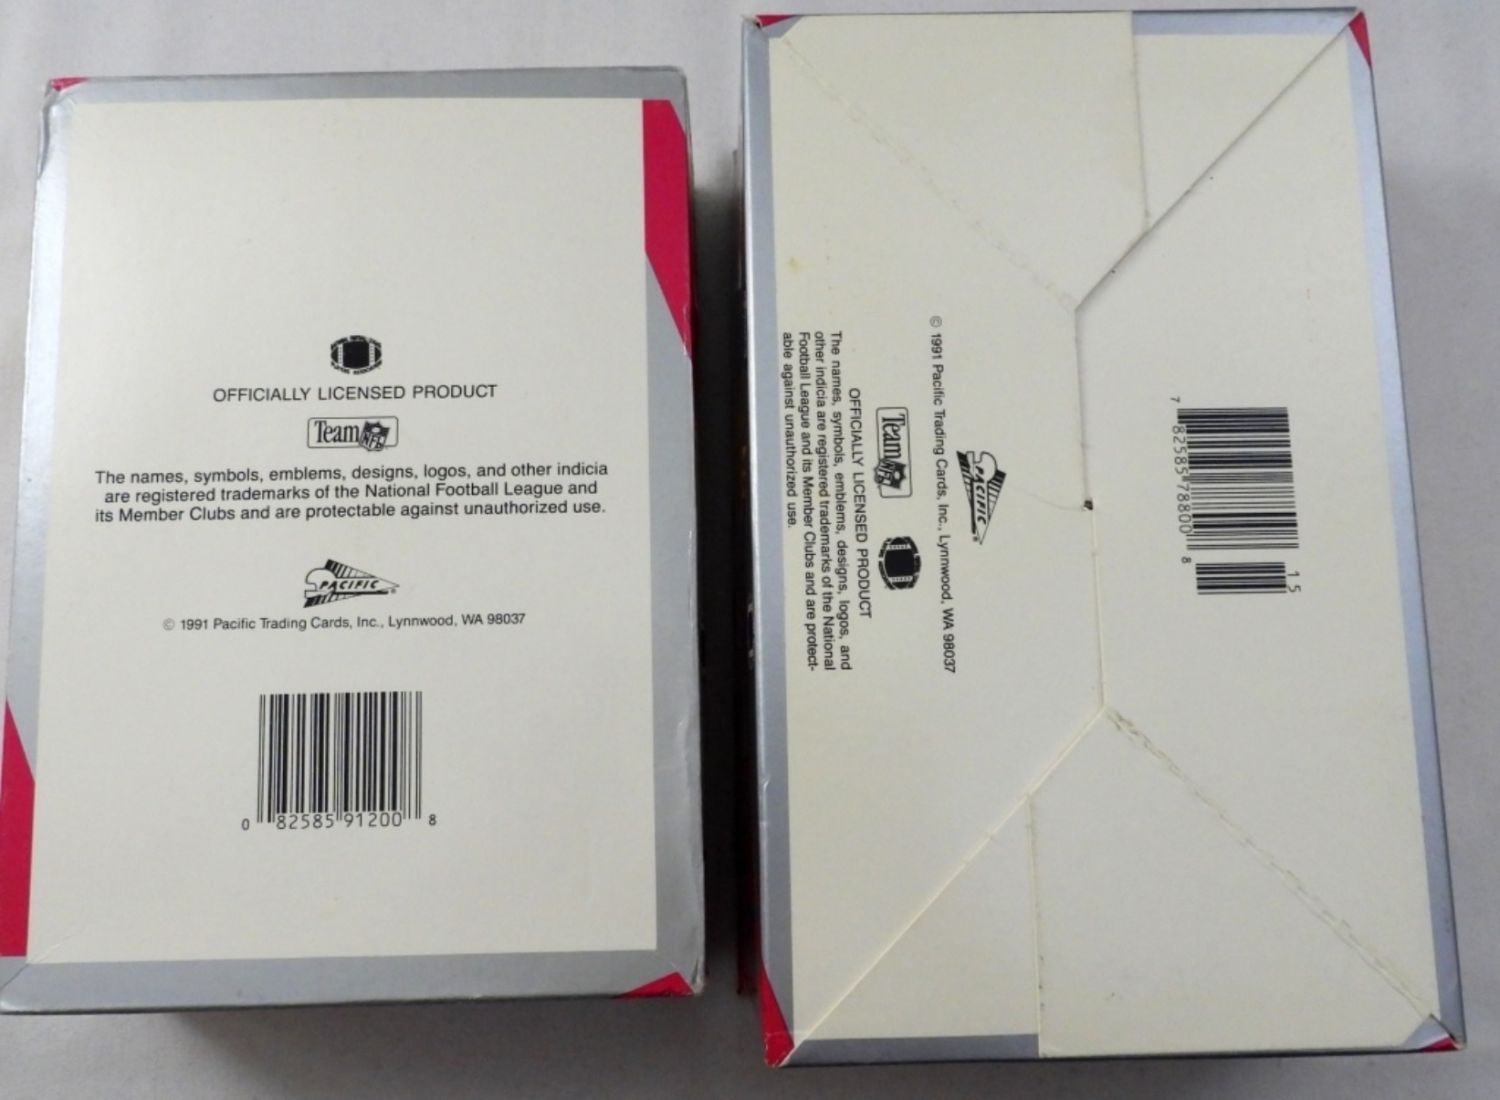 OFFICIALLY LICENSED PRODUCT
Team NFL
The names, symbols, emblems, designs, logos, and other indicia
are registered trademarks of the National Football League and
its Member Clubs and are protectable against unauthorized use.
PACIFIC
© 1991 Pacific Trading Cards, Inc., Lynnwood, WA 98037
0 82585 91200 8
7 82585 78800 8
15
PACIFIC
© 1991 Pacific Trading Cards, Inc., Lynnwood, WA 98037
Team NFL
OFFICIALLY LICENSED PRODUCT
The names, symbols, emblems, designs, logos, and
other indicia are registered trademarks of the National
Football League and its Member Clubs and are protect-
able against unauthorized use.